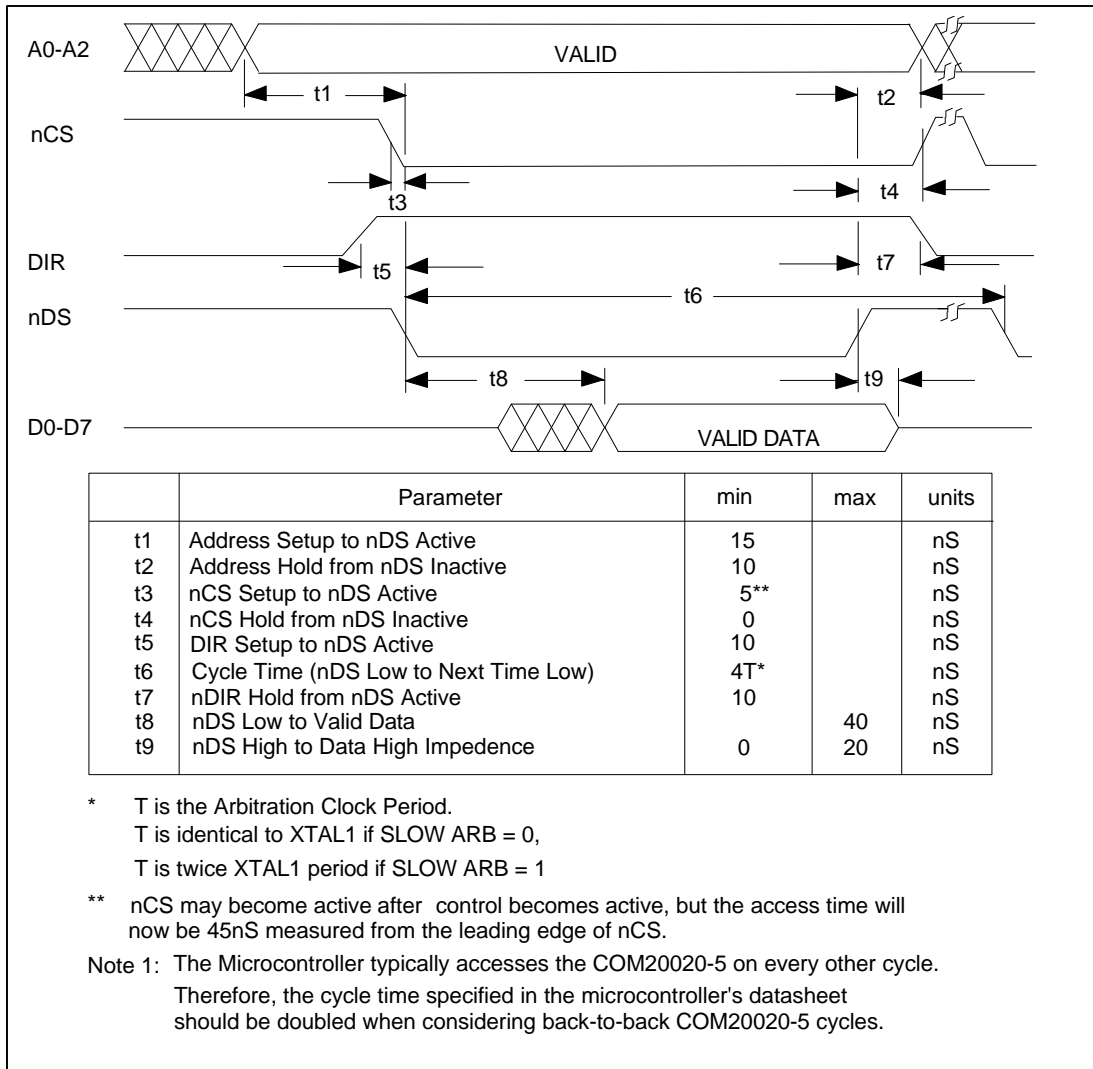 A0-A2
VALID
t1
t2
nCS
t3
t4
DIR
t5
t7
t6
nDS
t8
t9
D0-D7
VALID DATA
Parameter min max units
t1 Address Setup to nDS Active 15 nS
t2 Address Hold from nDS Inactive 10 nS
t3 nCS Setup to nDS Active 5** nS
t4 nCS Hold from nDS Inactive 0 nS
t5 DIR Setup to nDS Active 10 nS
t6 Cycle Time (nDS Low to Next Time Low) 4T* nS
t7 nDIR Hold from nDS Active 10 nS
t8 nDS Low to Valid Data 40 nS
t9 nDS High to Data High Impedence 0 20 nS
* T is the Arbitration Clock Period.
T is identical to XTAL1 if SLOW ARB = 0,
T is twice XTAL1 period if SLOW ARB = 1
** nCS may become active after control becomes active, but the access time will
now be 45nS measured from the leading edge of nCS.
Note 1: The Microcontroller typically accesses the COM20020-5 on every other cycle.
Therefore, the cycle time specified in the microcontroller's datasheet
should be doubled when considering back-to-back COM20020-5 cycles.